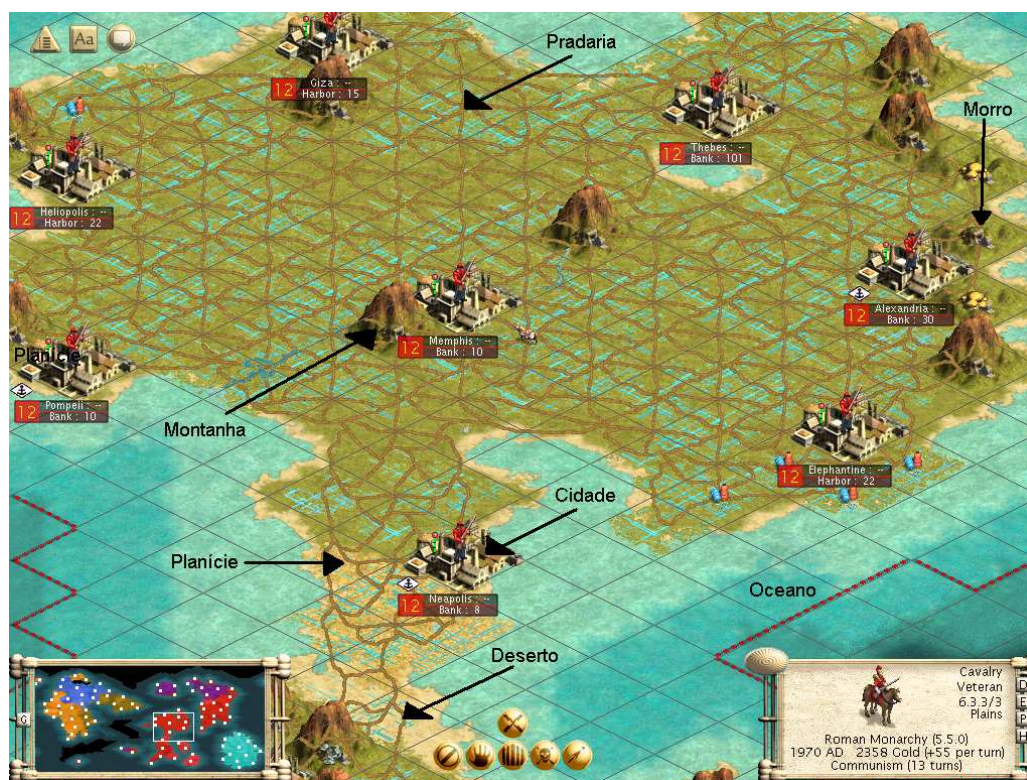 Aa
Pradaria
Giza : --
12
Harbor : 15
Morro
Thebes : --
12
Bank : 101
Heliopolis : --
12
Harbor : 22
Alexandria : --
12
Bank : 30
Memphis : --
12
Bank : 10
Planície
Pompeii : --
12
Bank : 10
Montanha
Elephantine : --
12
Harbor : 22
Cidade
Planície
Oceano
Neapolis : --
12
Bank : 8
Deserto
G
Cavalry
Veteran
6.3.3/3
Plains
Roman Monarchy (5.5.0)
1970 AD 2358 Gold (+55 per turn)
Communism (13 turns)